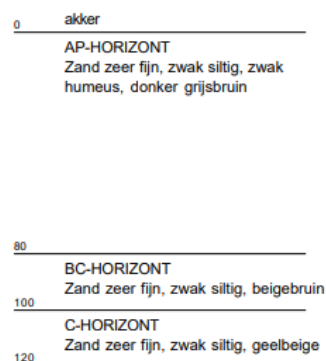 0 akker
AP-HORIZONT
Zand zeer fijn, zwak siltig, zwak
humeus, donker grijsbruin
80
BC-HORIZONT
Zand zeer fijn, zwak siltig, beigebruin
100
C-HORIZONT
Zand zeer fijn, zwak siltig, geelbeige
120